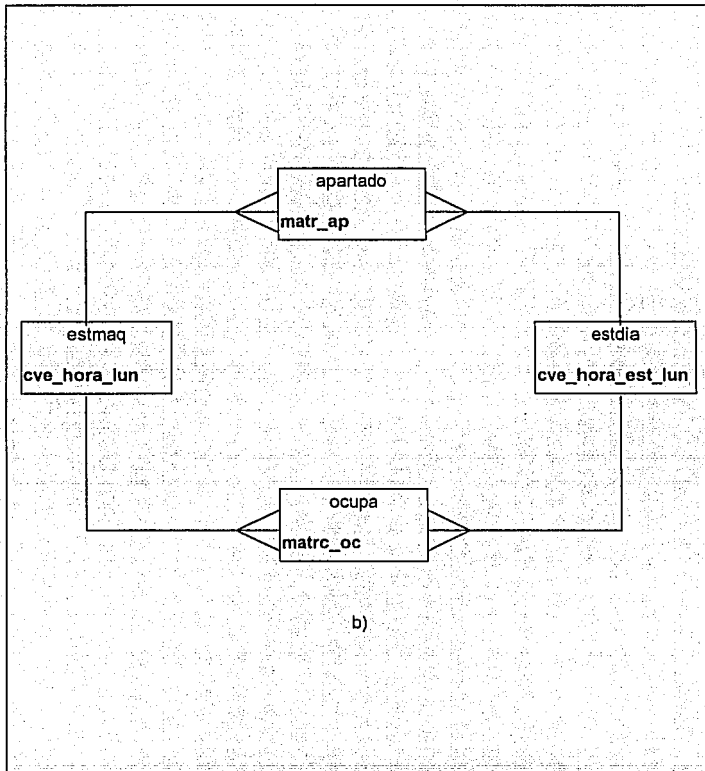 apartado
matr_ap
estmaq
cve_hora_lun
estdia
cve_hora_est_lun
ocupa
matrc_oc
b)